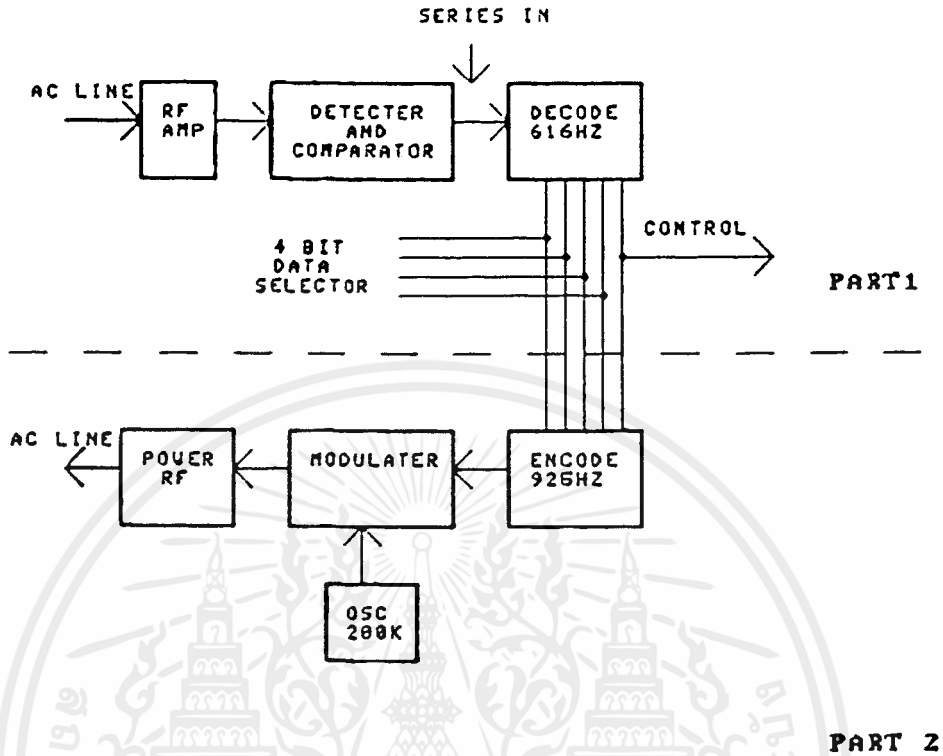 SERIES IN
AC LINE
RF
AMP
DETECTER
AND
COMPARATOR
DECODE
616HZ
4 BIT
DATA
SELECTOR
CONTROL
PART1
AC LINE
POWER
RF
MODULATER
ENCODE
925HZ
OSC
200K
PART 2